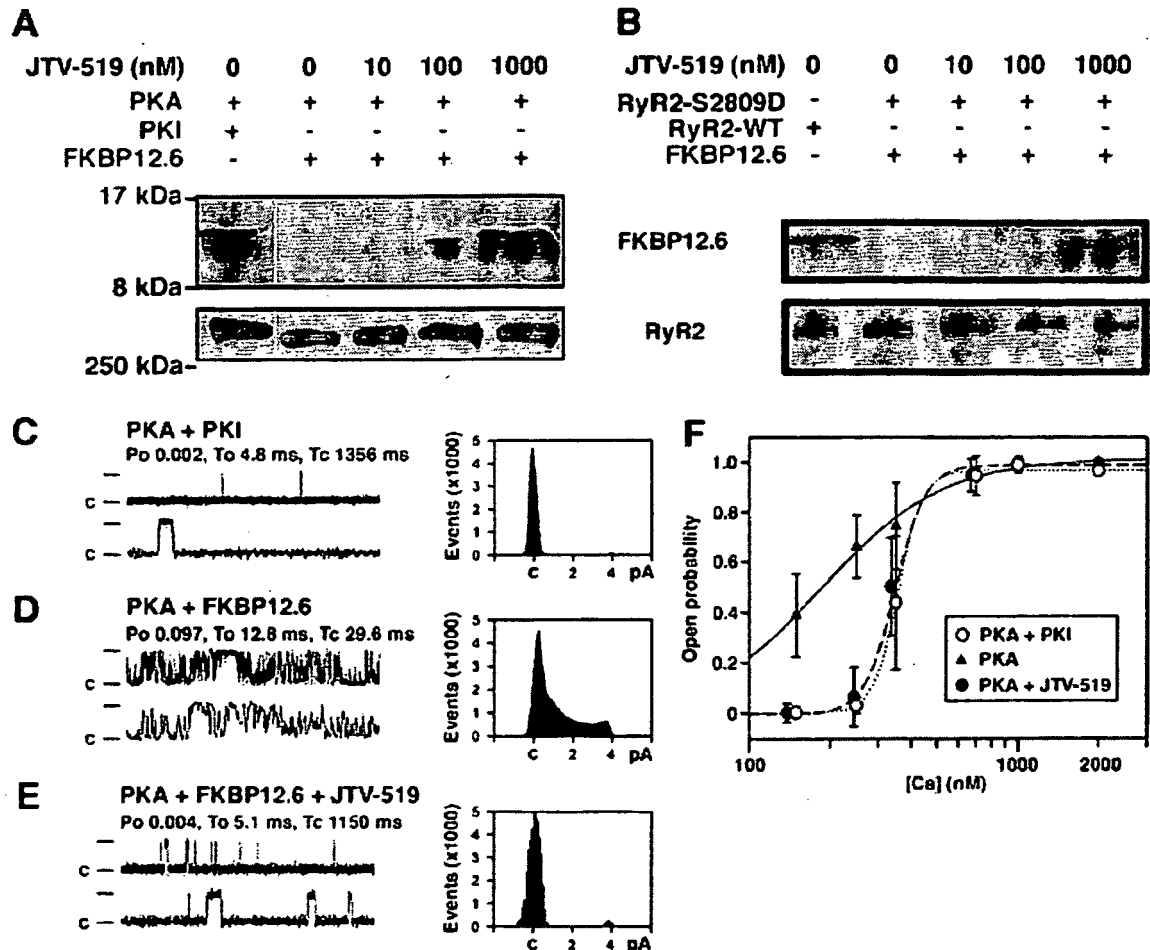 A
JTV-519 (nM) 0 0 10 100 1000
PKA + + + + +
PKI + - - - -
FKBP12.6 - + + + +
17 kDa
8 kDa
250 kDa
B
JTV-519 (nM) 0 0 10 100 1000
RyR2-S2809D - + + + +
RyR2-WT + - - - -
FKBP12.6 - + + + +
FKBP12.6
RyR2
C
PKA + PKI
Po 0.002, To 4.8 ms, Tc 1356 ms
c
c
Events (x1000)
5
4
3
2
1
0
c 2 4 pA
D
PKA + FKBP12.6
Po 0.097, To 12.8 ms, Tc 29.6 ms
c
c
Events (x1000)
5
4
3
2
1
0
c 2 4 pA
E
PKA + FKBP12.6 + JTV-519
Po 0.004, To 5.1 ms, Tc 1150 ms
c
c
Events (x1000)
5
4
3
2
1
0
c 2 4 pA
F
Open probability
1.0
0.8
0.6
0.4
0.2
0
100 1000 2000
[Ca] (nM)
PKA + PKI
PKA
PKA + JTV-519